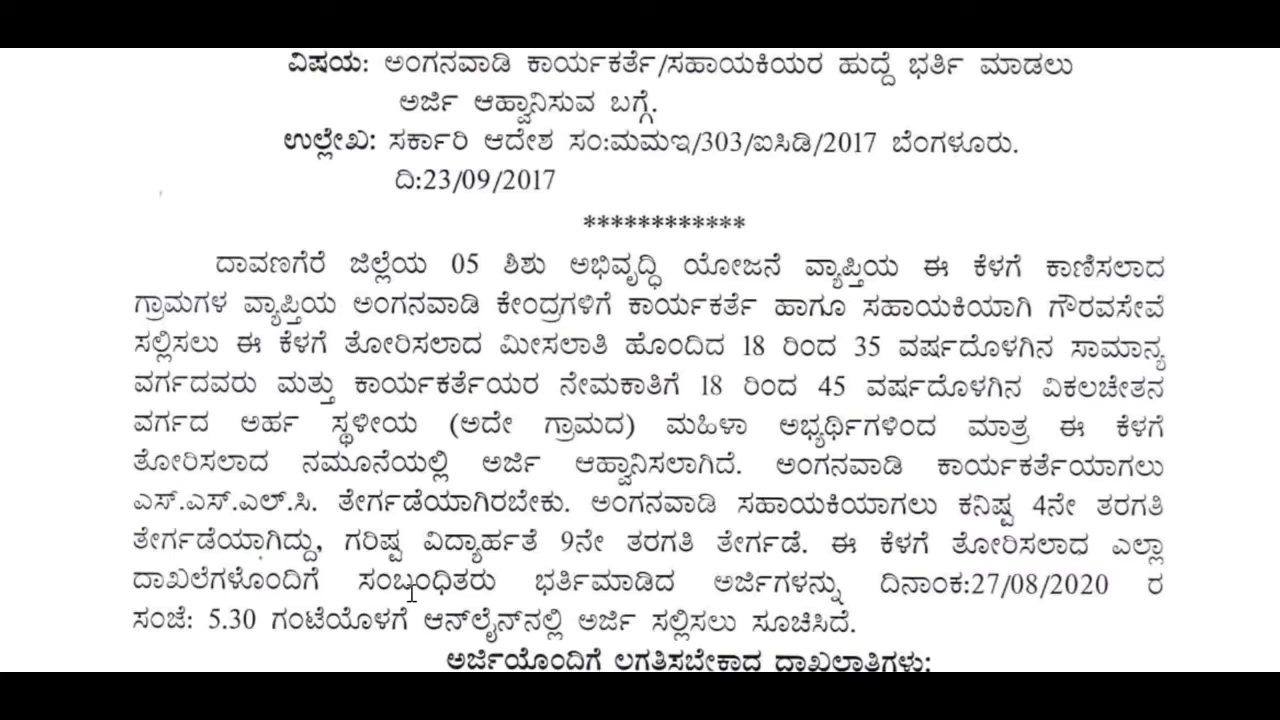 ವಿಷಯ: ಅಂಗನವಾಡಿ ಕಾರ್ಯಕರ್ತೆ/ಸಹಾಯಕಿಯರ ಹುದ್ದೆ ಭರ್ತಿ ಮಾಡಲು
ಅರ್ಜಿ ಆಹ್ವಾನಿಸುವ ಬಗ್ಗೆ.
ಉಲ್ಲೇಖ: ಸರ್ಕಾರಿ ಆದೇಶ ಸಂ:ಮಮಇ/303/ಐಸಿಡಿ/2017 ಬೆಂಗಳೂರು.
ದಿ:23/09/2017
************
ದಾವಣಗೆರೆ ಜಿಲ್ಲೆಯ 05 ಶಿಶು ಅಭಿವೃದ್ಧಿ ಯೋಜನೆ ವ್ಯಾಪ್ತಿಯ ಈ ಕೆಳಗೆ ಕಾಣಿಸಲಾದ
ಗ್ರಾಮಗಳ ವ್ಯಾಪ್ತಿಯ ಅಂಗನವಾಡಿ ಕೇಂದ್ರಗಳಿಗೆ ಕಾರ್ಯಕರ್ತೆ ಹಾಗೂ ಸಹಾಯಕಿಯಾಗಿ ಗೌರವಸೇವೆ
ಸಲ್ಲಿಸಲು ಈ ಕೆಳಗೆ ತೋರಿಸಲಾದ ಮೀಸಲಾತಿ ಹೊಂದಿದ 18 ರಿಂದ 35 ವರ್ಷದೊಳಗಿನ ಸಾಮಾನ್ಯ
ವರ್ಗದವರು ಮತ್ತು ಕಾರ್ಯಕರ್ತೆಯರ ನೇಮಕಾತಿಗೆ 18 ರಿಂದ 45 ವರ್ಷದೊಳಗಿನ ವಿಕಲಚೇತನ
ವರ್ಗದ ಅರ್ಹ ಸ್ಥಳೀಯ (ಅದೇ ಗ್ರಾಮದ) ಮಹಿಳಾ ಅಭ್ಯರ್ಥಿಗಳಿಂದ ಮಾತ್ರ ಈ ಕೆಳಗೆ
ತೋರಿಸಲಾದ ನಮೂನೆಯಲ್ಲಿ ಅರ್ಜಿ ಆಹ್ವಾನಿಸಲಾಗಿದೆ. ಅಂಗನವಾಡಿ ಕಾರ್ಯಕರ್ತೆಯಾಗಲು
ಎಸ್.ಎಸ್.ಎಲ್.ಸಿ. ತೇರ್ಗಡೆಯಾಗಿರಬೇಕು. ಅಂಗನವಾಡಿ ಸಹಾಯಕಿಯಾಗಲು ಕನಿಷ್ಟ 4ನೇ ತರಗತಿ
ತೇರ್ಗಡೆಯಾಗಿದ್ದು, ಗರಿಷ್ಟ ವಿದ್ಯಾರ್ಹತೆ 9ನೇ ತರಗತಿ ತೇರ್ಗಡೆ. ಈ ಕೆಳಗೆ ತೋರಿಸಲಾಧ ಎಲ್ಲಾ
ದಾಖಲೆಗಳೊಂದಿಗೆ ಸಂಬಂಧಿತರು ಭರ್ತಿಮಾಡಿದ ಅರ್ಜಿಗಳನ್ನು ದಿನಾಂಕ:27/08/2020 ರ
ಸಂಜೆ: 5.30 ಗಂಟೆಯೊಳಗೆ ಆನ್‌ಲೈನ್‌ನಲ್ಲಿ ಅರ್ಜಿ ಸಲ್ಲಿಸಲು ಸೂಚಿಸಿದೆ.
ಅರ್ಜಿಯೊಂದಿಗೆ ಲಗತ್ತಿಸಬೇಕಾದ ದಾಖಲಾತಿಗಳು: